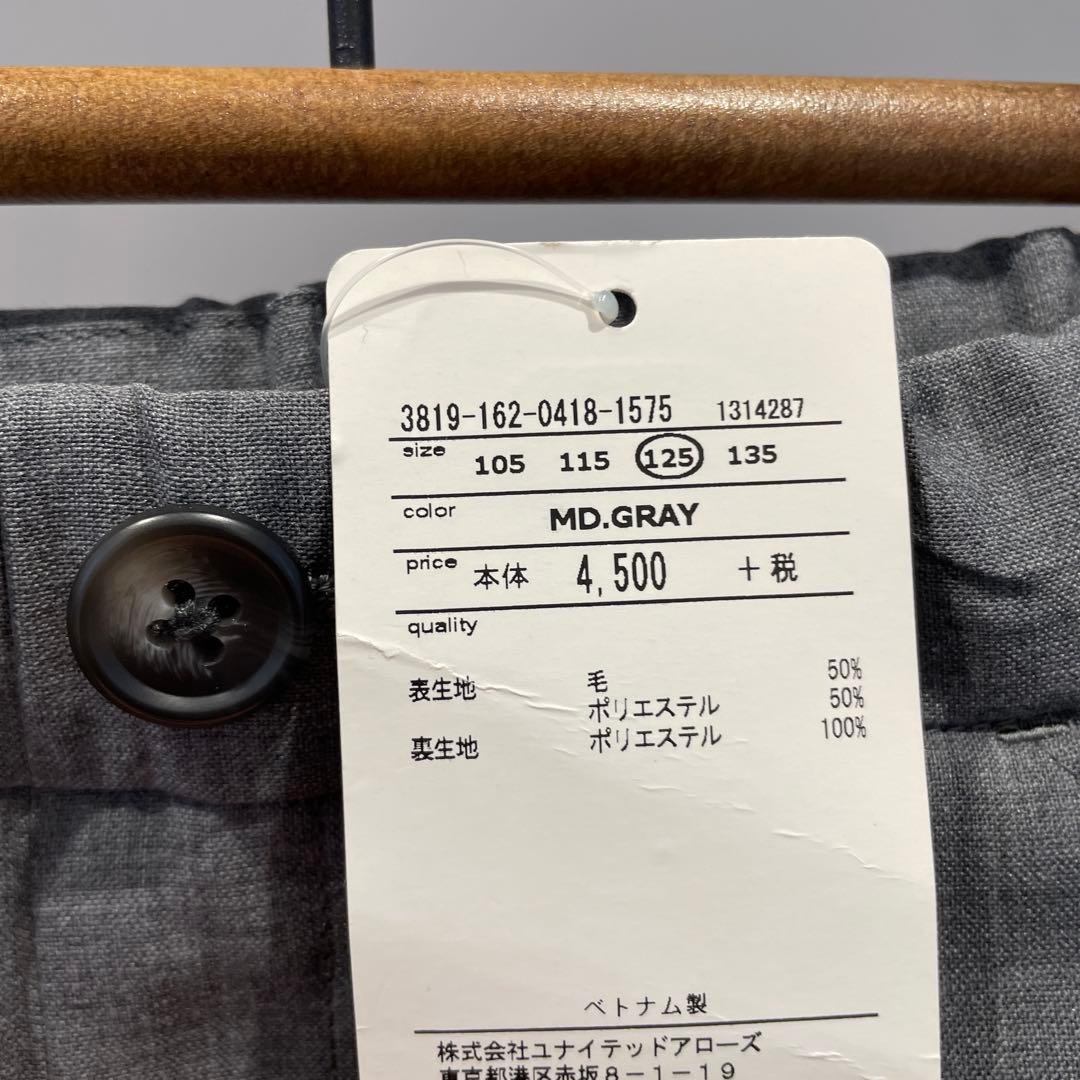 3819-162-0418-1575 1314287
size 105 115 125 135
color MD.GRAY
price 本体 4,500 +税
quality
表生地 毛 50%
ポリエステル 50%
裏生地 ポリエステル 100%
ベトナム製
株式会社ユナイテッドアローズ
東京都港区赤坂8-1-19